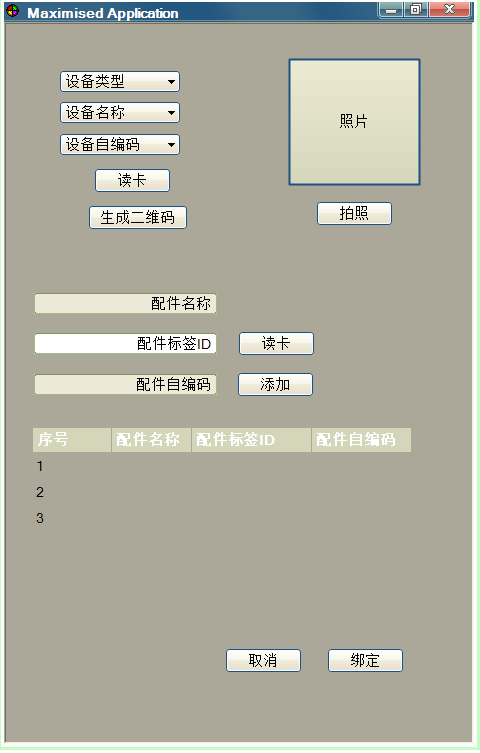 Maximised Application
设备类型
设备名称
设备自编码
读卡
生成二维码
照片
拍照
配件名称
配件标签ID 读卡
配件自编码 添加
序号 配件名称 配件标签ID 配件自编码
1
2
3
取消 绑定